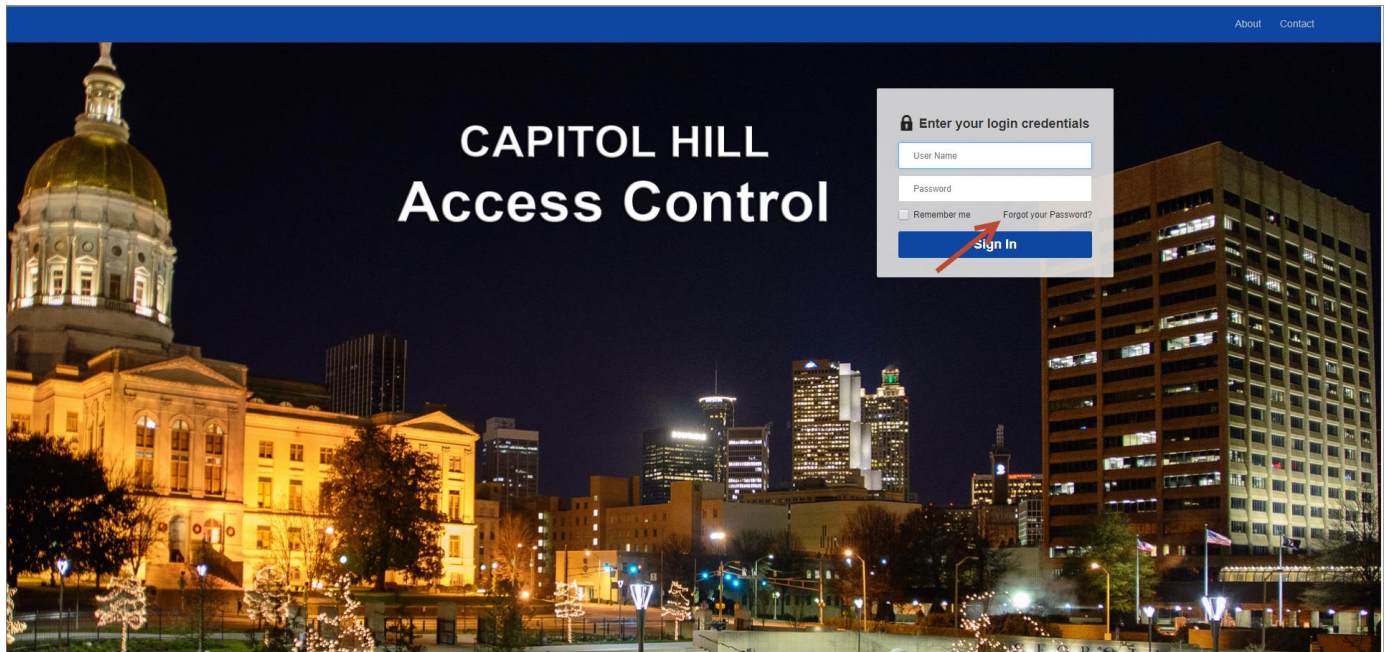 About Contact
CAPITOL HILL
Access Control
Enter your login credentials
User Name
Password
Remember me Forgot your Password?
Sign In